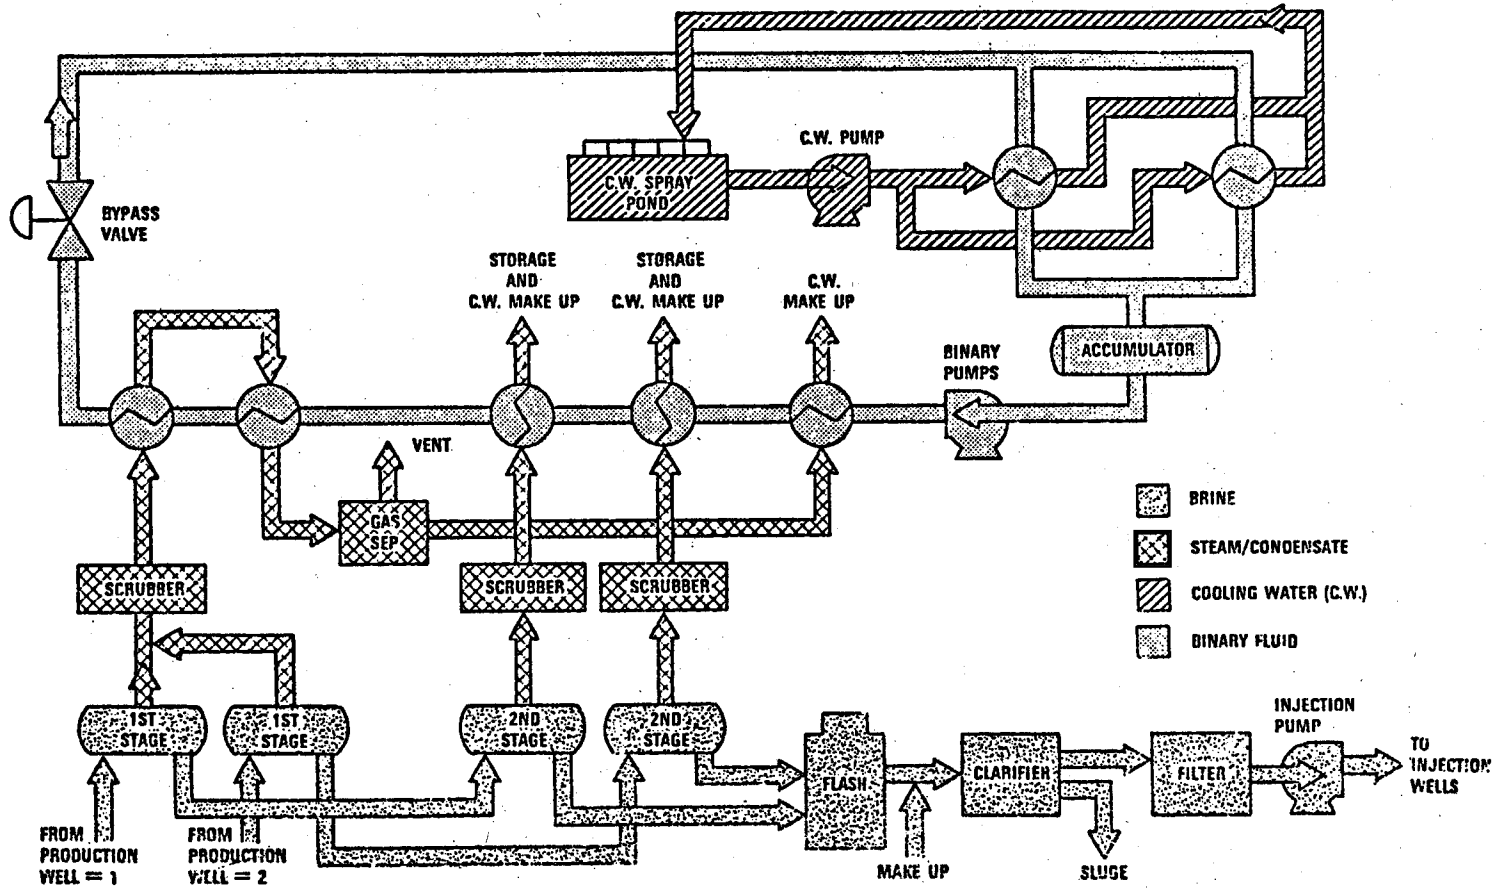 C.W. PUMP
C.W. SPRAY
POND
BYPASS
VALVE
STORAGE
AND
C.W. MAKE UP
STORAGE
AND
C.W. MAKE UP
C.W.
MAKE UP
BINARY
PUMPS
ACCUMULATOR
VENT
GAS
SEP
BRINE
STEAM/CONDENSATE
COOLING WATER (C.W.)
BINARY FLUID
SCRUBBER
SCRUBBER
SCRUBBER
1ST
STAGE
1ST
STAGE
2ND
STAGE
2ND
STAGE
FLASH
CLARIFIER
FILTER
INJECTION
PUMP
TO
INJECTION
WELLS
FROM
PRODUCTION
WELL = 1
FROM
PRODUCTION
WELL = 2
MAKE UP
SLUGE